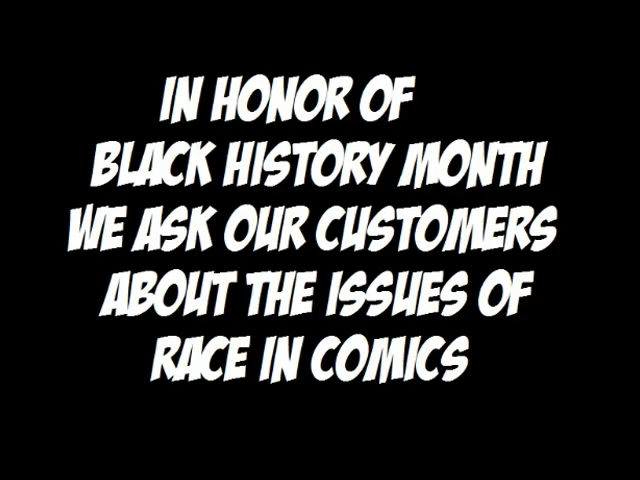 IN HONOR OF
BLACK HISTORY MONTH
WE ASK OUR CUSTOMERS
ABOUT THE ISSUES OF
RACE IN COMICS